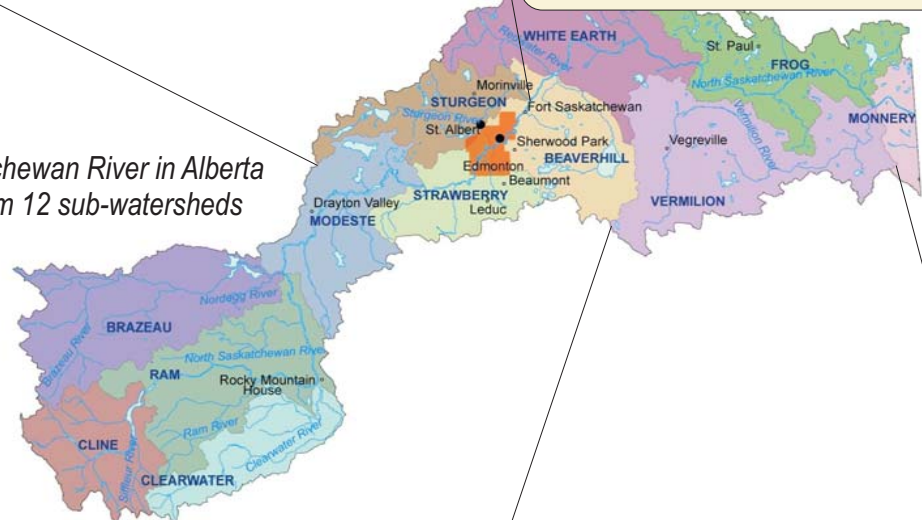 WHITE EARTH
Redwater River
St. Paul
FROG
North Saskatchewan River
Morinville
STURGEON
Fort Saskatchewan
Sturgeon River
St. Albert
MONNERY
Vermilion River
Vegreville
Sherwood Park
BEAVERHILL
Edmonton
Beaumont
chewan River in Alberta
m 12 sub-watersheds
STRAWBERRY
Leduc
VERMILION
Drayton Valley
MODESTE
Nordegg River
BRAZEAU
Brazeau River
North Saskatchewan River
RAM
Rocky Mountain
House
Ram River
Clearwater River
CLINE
Siffleur River
CLEARWATER